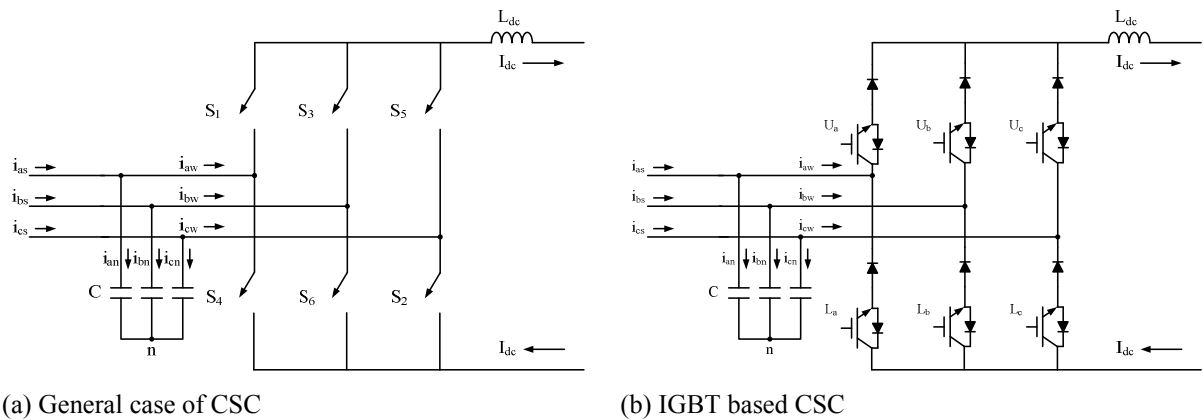 L_dc
I_dc
S_1
S_3
S_5
i_as
i_aw
i_bs
i_bw
i_cs
i_cw
i_an
i_bn
i_cn
C
S_4
S_6
S_2
n
I_dc
(a) General case of CSC
L_dc
I_dc
U_a
U_b
U_c
i_as
i_aw
i_bs
i_bw
i_cs
i_cw
i_an
i_bn
i_cn
C
L_a
L_b
L_c
n
I_dc
(b) IGBT based CSC